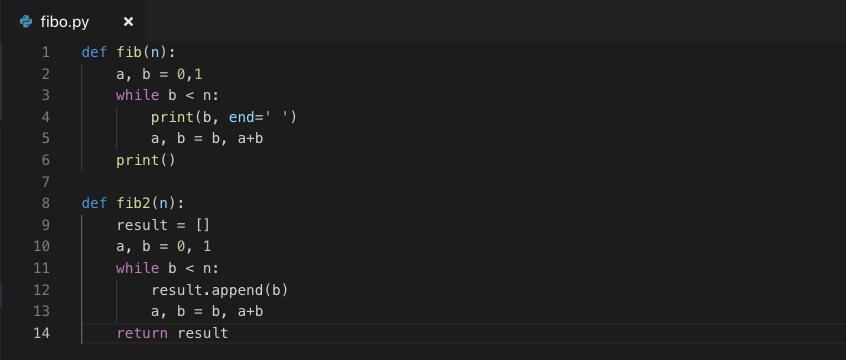 fibo.py ×
1 def fib(n):
2     a, b = 0,1
3     while b < n:
4         print(b, end=' ')
5         a, b = b, a+b
6     print()
7
8 def fib2(n):
9     result = []
10     a, b = 0, 1
11     while b < n:
12         result.append(b)
13         a, b = b, a+b
14     return result